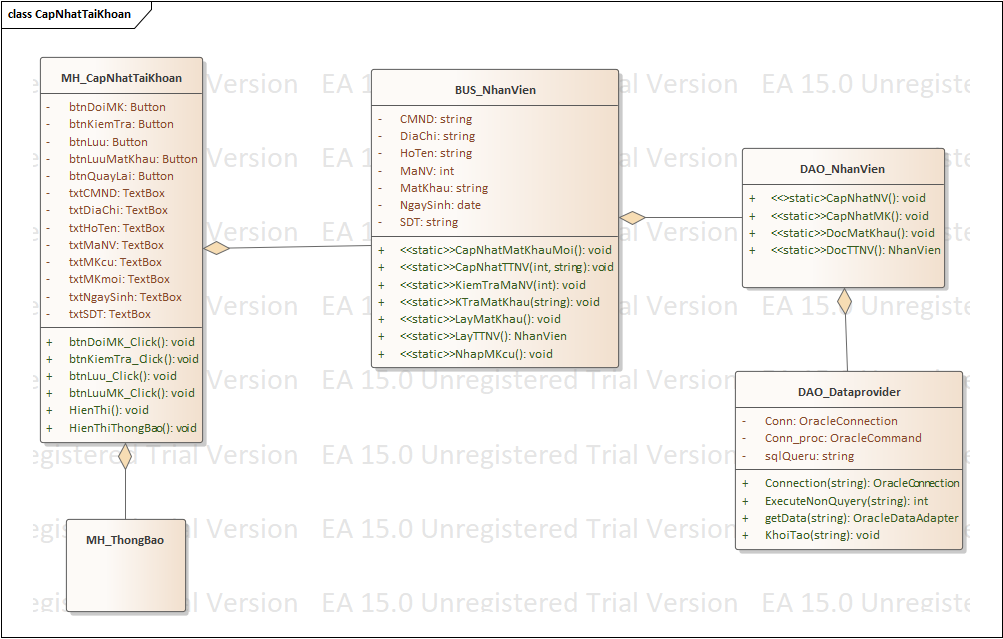 class CapNhatTaiKhoan
MH_CapNhatTaiKhoan
- btnDoiMK: Button
- btnKiemTra: Button
- btnLuu: Button
- btnLuuMatKhau: Button
- btnQuayLai: Button
- txtCMND: TextBox
- txtDiaChi: TextBox
- txtHoTen: TextBox
- txtMaNV: TextBox
- txtMKcu: TextBox
- txtMKmoi: TextBox
- txtNgaySinh: TextBox
- txtSDT: TextBox
+ btnDoiMK_Click(): void
+ btnKiemTra_Click(): void
+ btnLuu_Click(): void
+ btnLuuMK_Click(): void
+ HienThi(): void
+ HienThiThongBao(): void
MH_ThongBao
BUS_NhanVien
- CMND: string
- DiaChi: string
- HoTen: string
- MaNV: int
- MatKhau: string
- NgaySinh: date
- SDT: string
+ <<static>>CapNhatMatKhauMoi(): void
+ <<static>>CapNhatTTNV(int, string): void
+ <<static>>KiemTraMaNV(int): void
+ <<static>>KTraMatKhau(string): void
+ <<static>>LayMatKhau(): void
+ <<static>>LayTTNV(): NhanVien
+ <<static>>NhapMKcu(): void
DAO_NhanVien
+ <<>static>CapNhatNV(): void
+ <<static>>CapNhatMK(): void
+ <<static>>DocMatKhau(): void
+ <<static>>DocTTNV(): NhanVien
DAO_Dataprovider
- Conn: OracleConnection
- Conn_proc: OracleCommand
- sqlQueru: string
+ Connection(string): OracleConnection
+ ExecuteNonQuyery(string): int
+ getData(string): OracleDataAdapter
+ KhoiTao(string): void
EA 15.0 Unregistered Trial Version